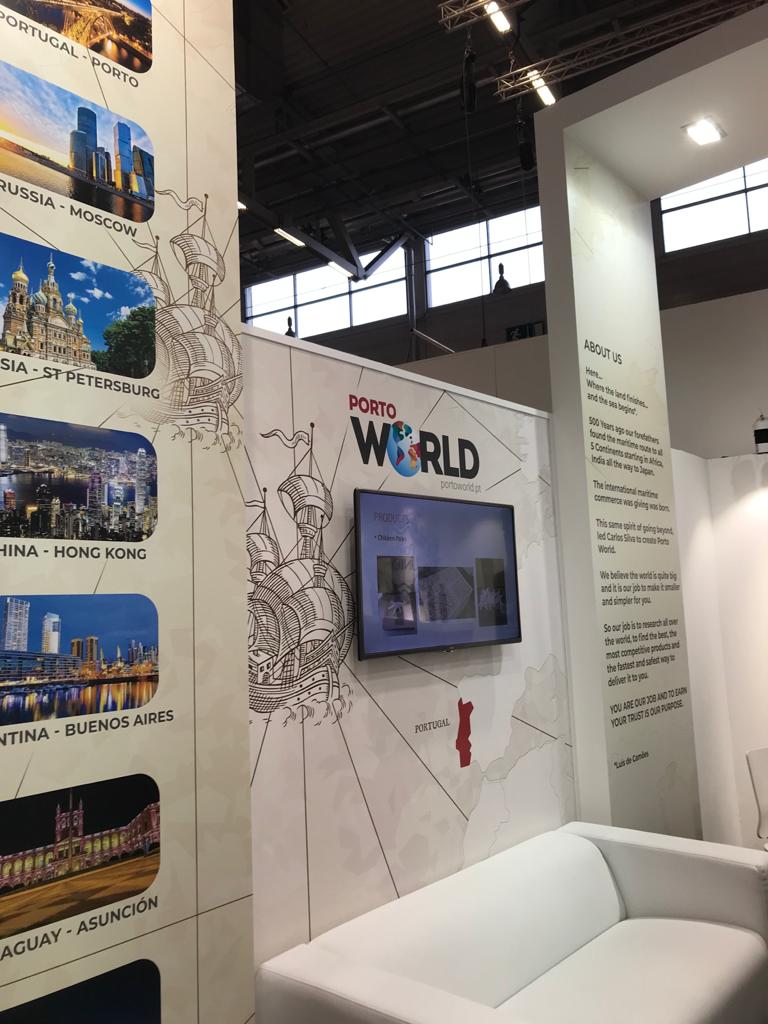 PORTUGAL - PORTO
RUSSIA - MOSCOW
SIA - ST PETERSBURG
HINA - HONG KONG
NTINA - BUENOS AIRES
AGUAY - ASUNCIÓN
PORTO
WORLD
portoworld.pt
PRODUCTS
• Chicken Paws
PORTUGAL
ABOUT US
Here...
Where the land finishes...
and the sea begins*.
500 Years ago our forefathers
found the maritime route to all
5 Continents starting in Africa,
India all the way to Japan.
The international maritime
commerce was giving was born.
This same spirit of going beyond,
led Carlos Silva to create Porto
World.
We believe the world is quite big
and it is our job to make it smaller
and simpler for you.
So our job is to research all over
the world, to find the best, the
most competitive products and
the fastest and safest way to
deliver it to you.
YOU ARE OUR JOB AND TO EARN
YOUR TRUST IS OUR PURPOSE.
*Luís de Camões